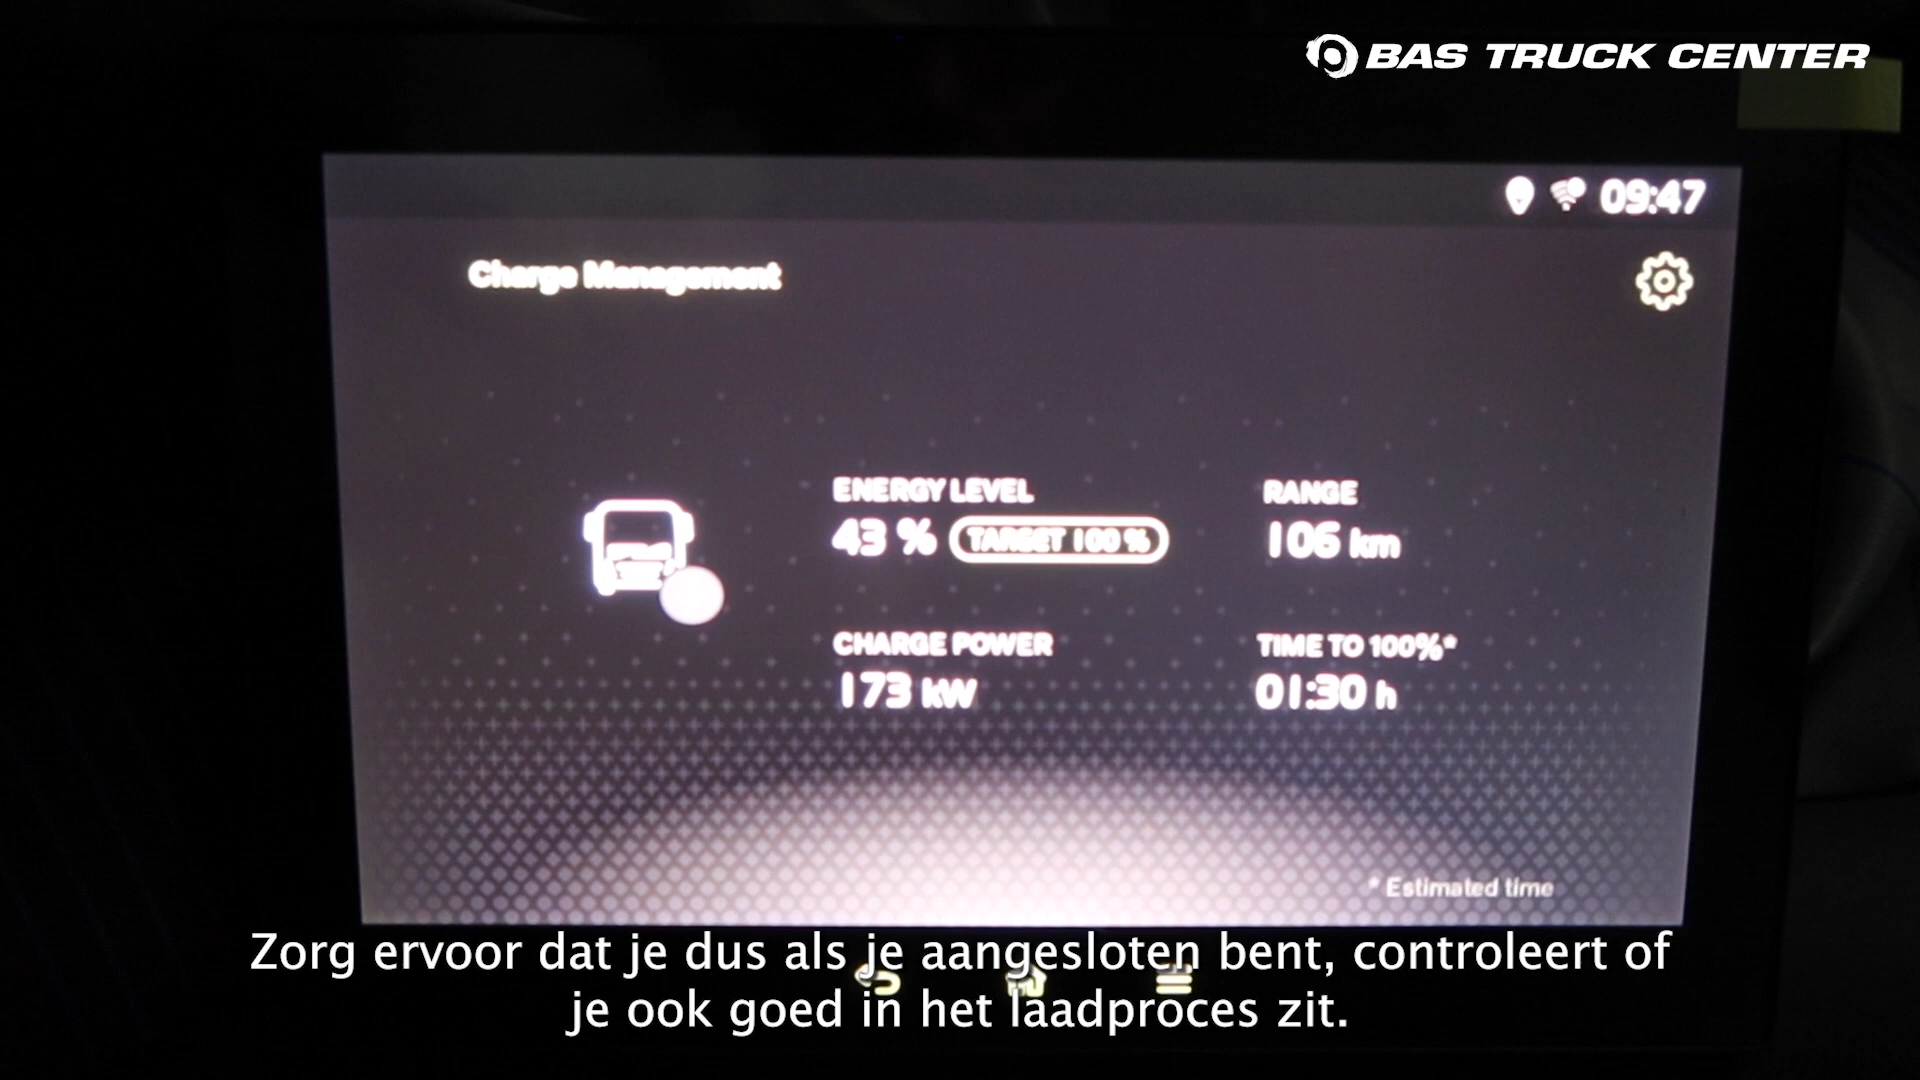 BAS TRUCK CENTER
09:47
Charge Management
ENERGY LEVEL
43 % TARGET 100 %
RANGE
106 km
CHARGE POWER
173 kW
TIME TO 100%*
01:30 h
* Estimated time
Zorg ervoor dat je dus als je aangesloten bent, controleert of
je ook goed in het laadproces zit.